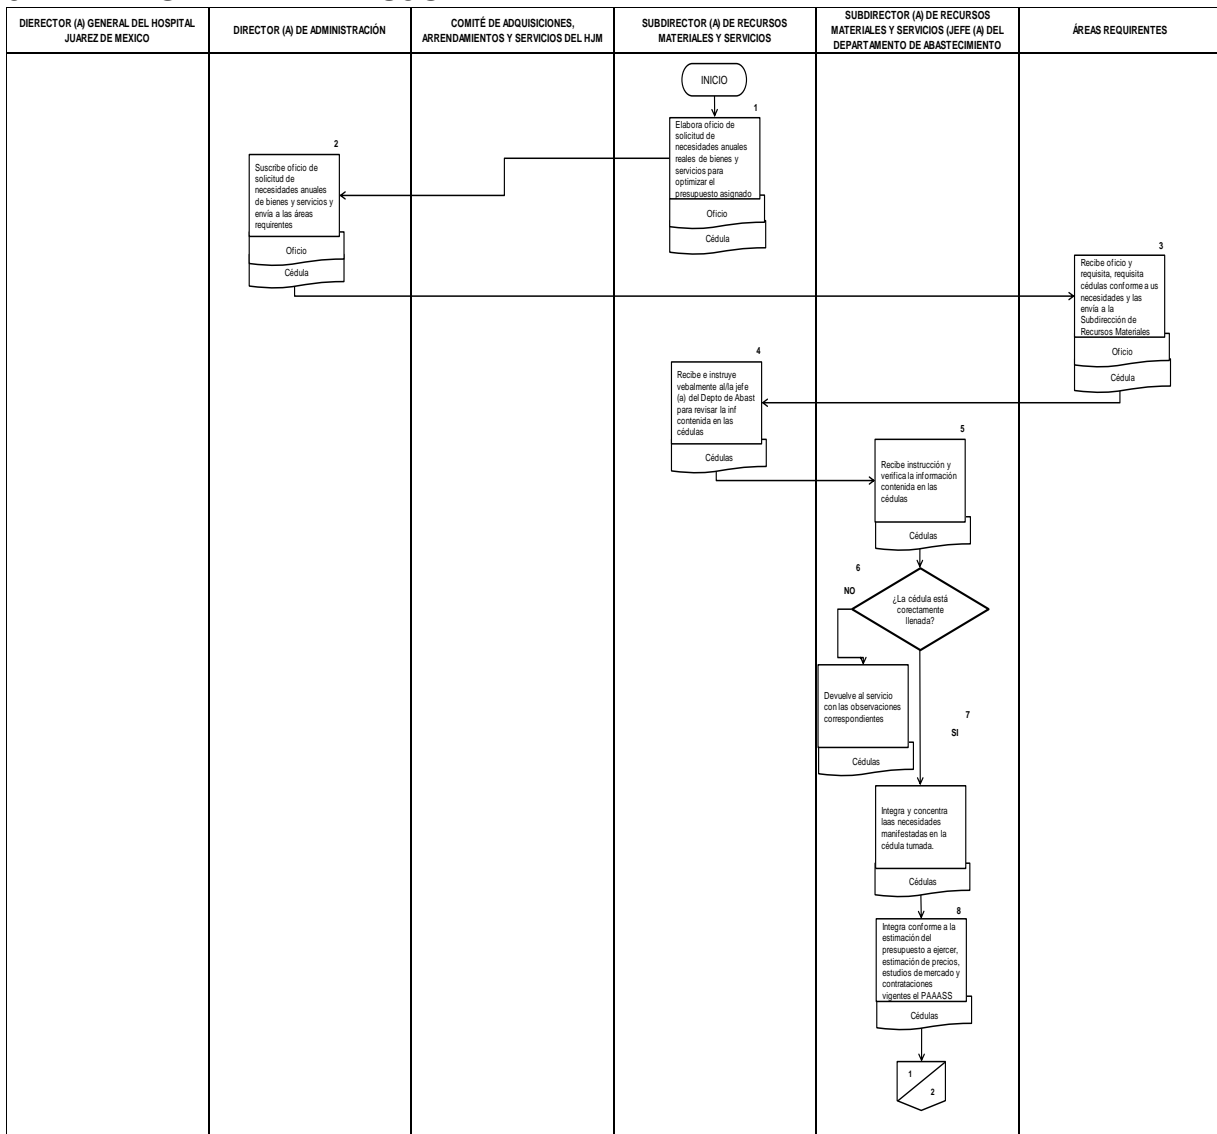 DIERECTOR (A) GENERAL DEL HOSPITAL
JUAREZ DE MEXICO
DIRECTOR (A) DE ADMINISTRACIÓN
COMITÉ DE ADQUISICIONES,
ARRENDAMIENTOS Y SERVICIOS DEL HJM
SUBDIRECTOR (A) DE RECURSOS
MATERIALES Y SERVICIOS
SUBDIRECTOR (A) DE RECURSOS
MATERIALES Y SERVICIOS (JEFE (A) DEL
DEPARTAMENTO DE ABASTECIMIENTO
ÁREAS REQUIRENTES
INICIO
1
Elabora oficio de
solicitud de
necesidades anuales
reales de bienes y
servicios para
optimizar el
presupuesto asignado
Oficio
Cédula
2
Suscribe oficio de
solicitud de
necesidades anuales
de bienes y servicios y
envía a las áreas
requirentes
Oficio
Cédula
3
Recibe oficio y
requisita, requisita
cédulas conforme a us
necesidades y las
envía a la
Subdirección de
Recursos Materiales
Oficio
Cédula
4
Recibe e instruye
vebalmente al/la jefe
(a) del Depto de Abast
para revisar la inf
contenida en las
cédulas
Cédulas
5
Recibe instrucción y
verifica la información
contenida en las
cédulas
Cédulas
6
NO
¿La cédula está
corectamente
llenada?
Devuelve al servicio
con las observaciones
correspondientes
Cédulas
7
SI
Integra y concentra
laas necesidades
manifestadas en la
cédula turnada.
Cédulas
8
Integra conforme a la
estimación del
presupuesto a ejercer,
estimación de precios,
estudios de mercado y
contrataciones
vigentes el PAAASS
Cédulas
1
2